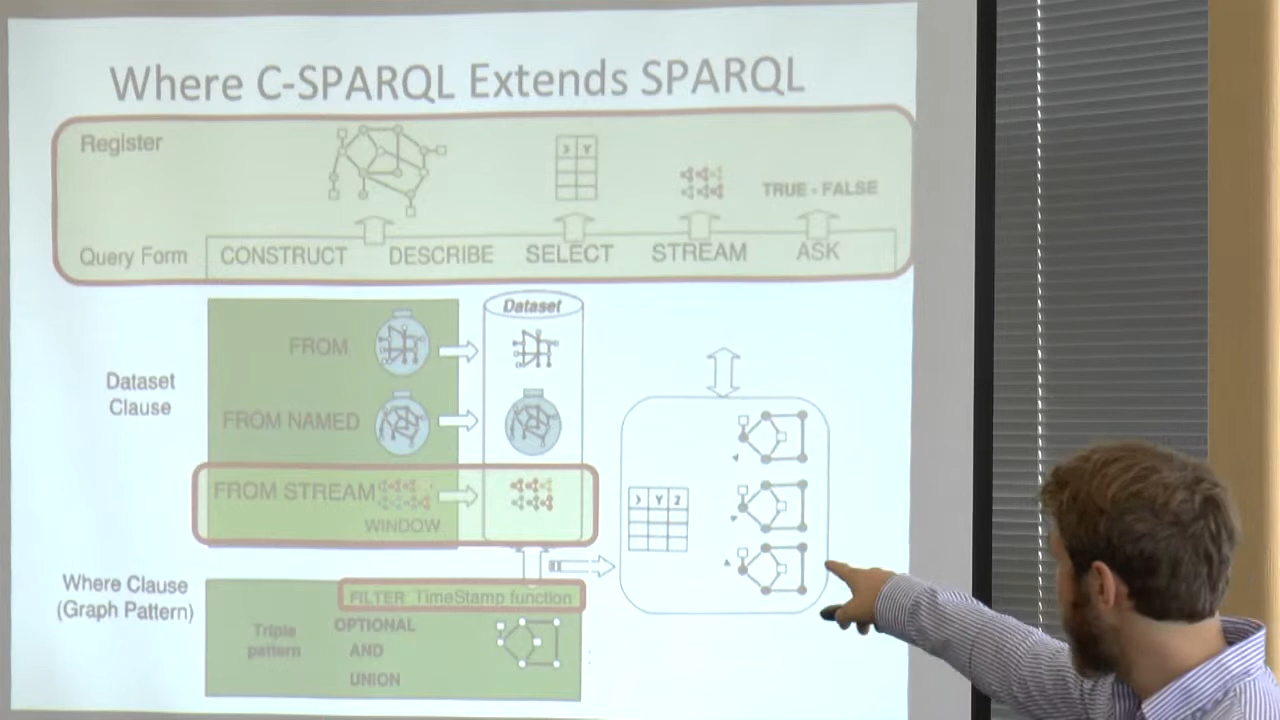 Where C-SPARQL Extends SPARQL
Register
X Y
TRUE - FALSE
Query Form
CONSTRUCT DESCRIBE SELECT STREAM ASK
Dataset
FROM
Dataset
Clause
FROM NAMED
FROM STREAM
WINDOW
X Y Z
Where Clause
(Graph Pattern)
FILTER TimeStamp function
Triple
pattern
OPTIONAL
AND
UNION